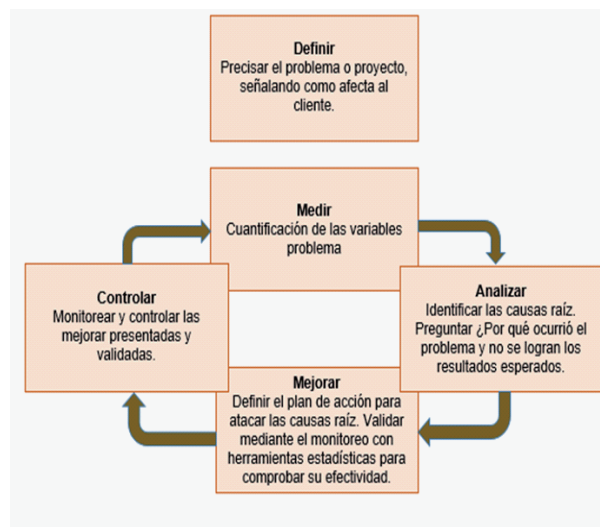 Definir
Precisar el problema o proyecto,
señalando como afecta al
cliente.
Medir
Cuantificación de las variables
problema
Analizar
Identificar las causas raíz.
Preguntar ¿Por qué ocurrió el
problema y no se logran los
resultados esperados.
Mejorar
Definir el plan de acción para
atacar las causas raíz. Validar
mediante el monitoreo con
herramientas estadísticas para
comprobar su efectividad.
Controlar
Monitorear y controlar las
mejorar presentadas y
validadas.